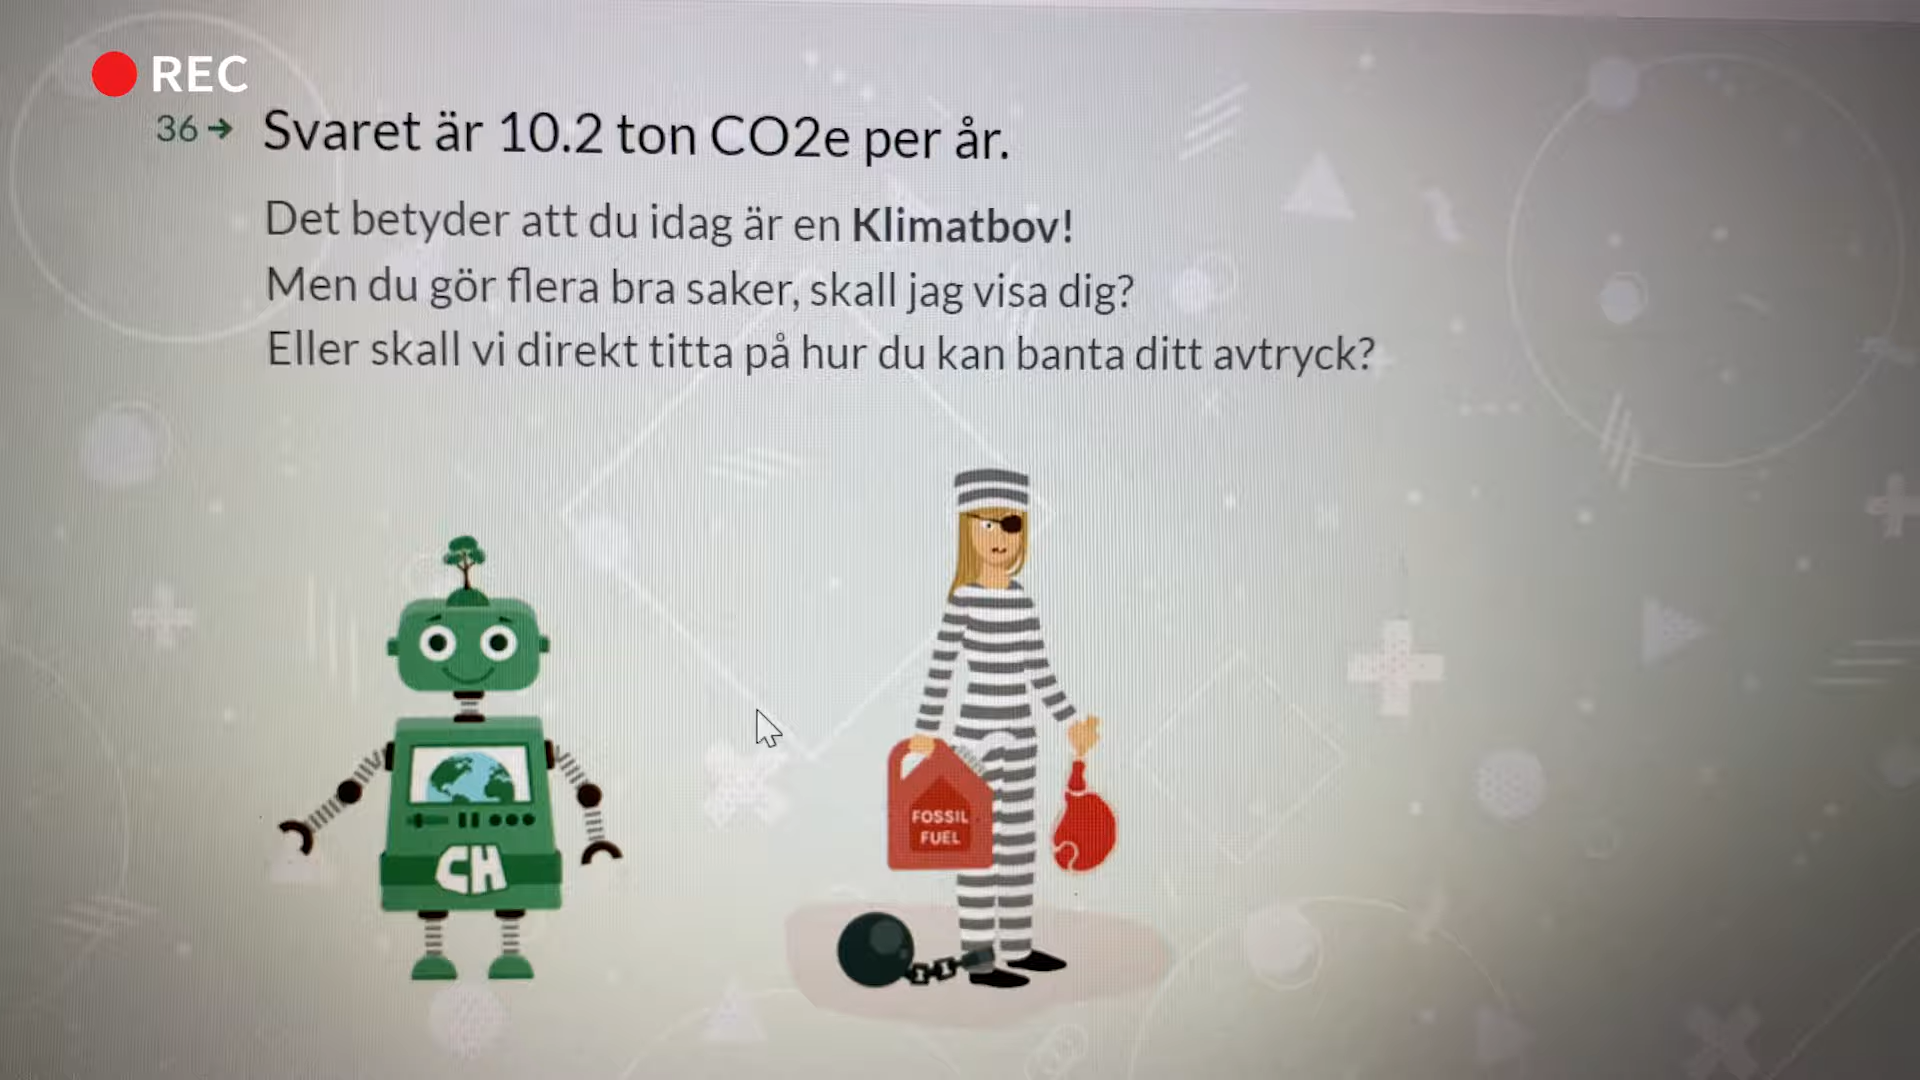 REC
36 → Svaret är 10.2 ton CO2e per år.
Det betyder att du idag är en Klimatbov!
Men du gör flera bra saker, skall jag visa dig?
Eller skall vi direkt titta på hur du kan banta ditt avtryck?
CH
FOSSIL
FUEL